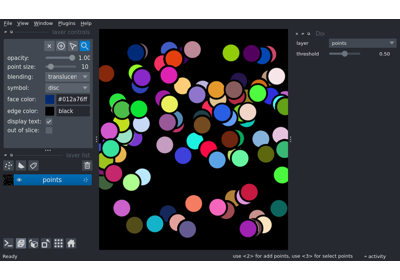 File View Window Plugins Help
layer controls
opacity: 1.00
point size: 10
blending: translucen
symbol: disc
face color: #012a76ff
edge color: black
display text:
out of slice:
layer list
points
Do
layer points
threshold 0.50
Ready
use <2> for add points, use <3> for select points
activity